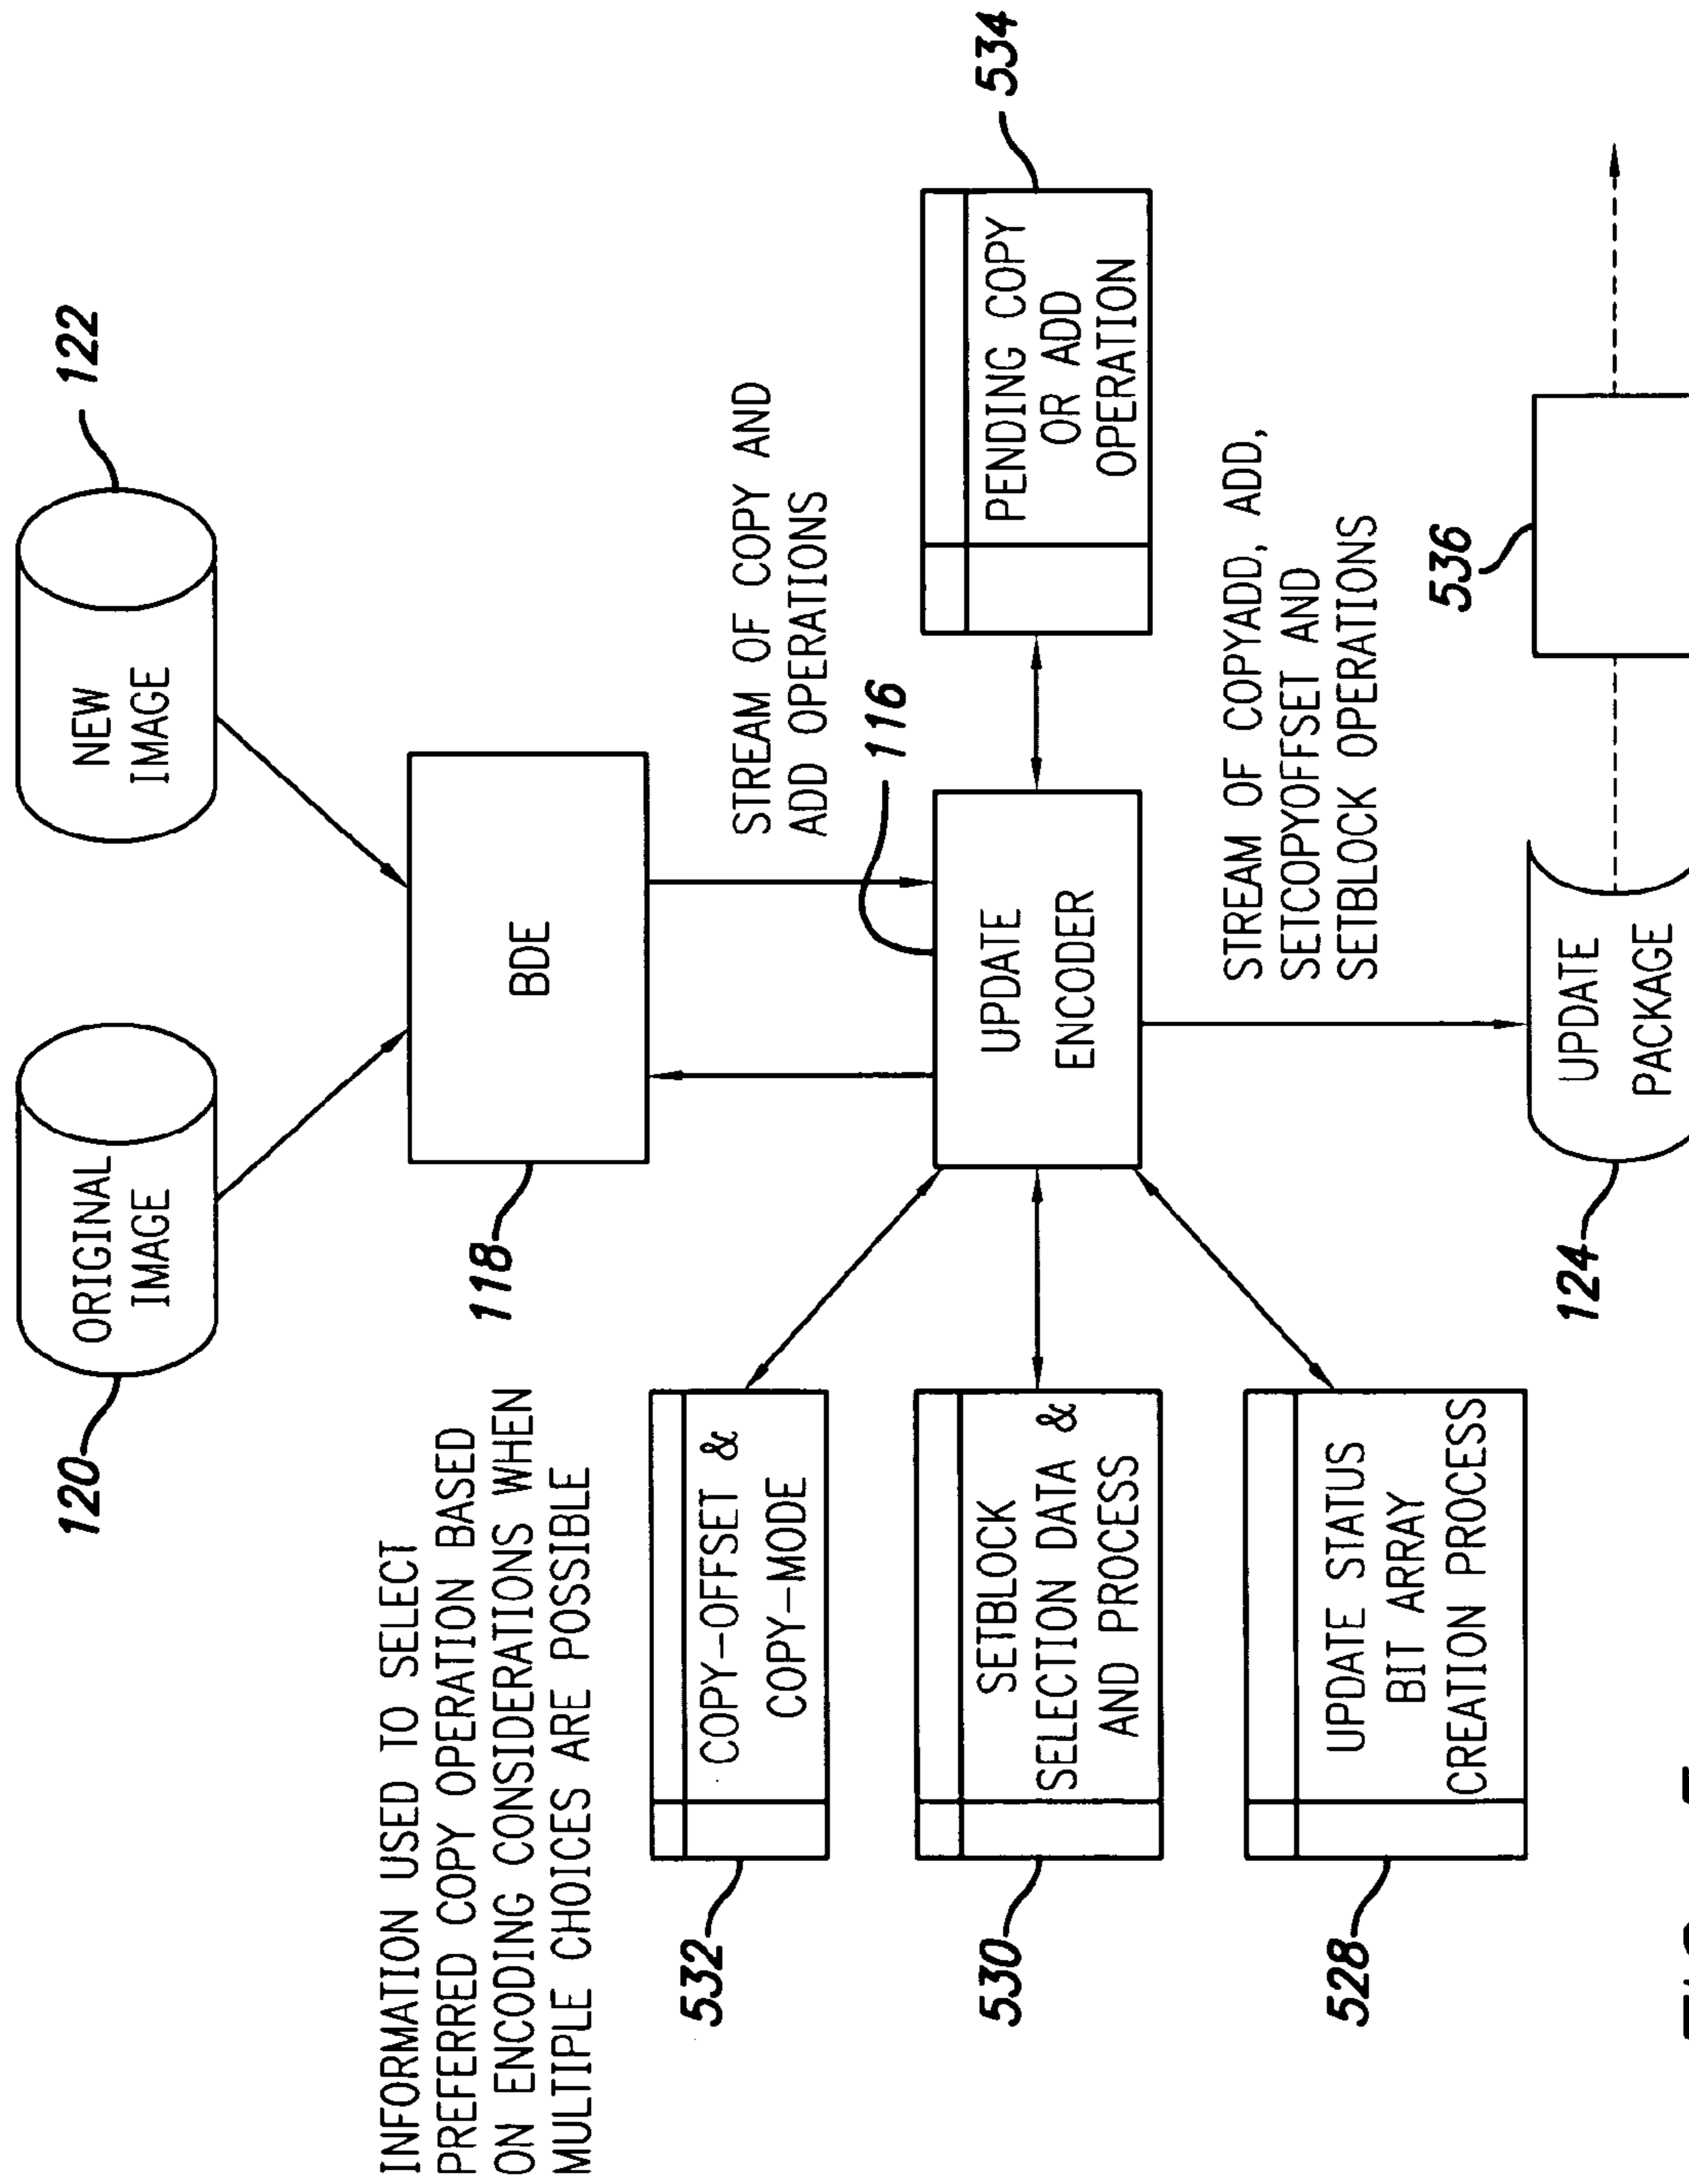 120
ORIGINAL
IMAGE
NEW
IMAGE
122
INFORMATION USED TO SELECT
PREFERRED COPY OPERATION BASED
ON ENCODING CONSIDERATIONS WHEN
MULTIPLE CHOICES ARE POSSIBLE
118
BDE
STREAM OF COPY AND
ADD OPERATIONS
532
COPY-OFFSET &
COPY-MODE
116
530
SETBLOCK
SELECTION DATA &
AND PROCESS
UPDATE
ENCODER
PENDING COPY
OR ADD
OPERATION
534
528
UPDATE STATUS
BIT ARRAY
CREATION PROCESS
STREAM OF COPYADD, ADD,
SETCOPYOFFSET AND
SETBLOCK OPERATIONS
124
UPDATE
PACKAGE
536